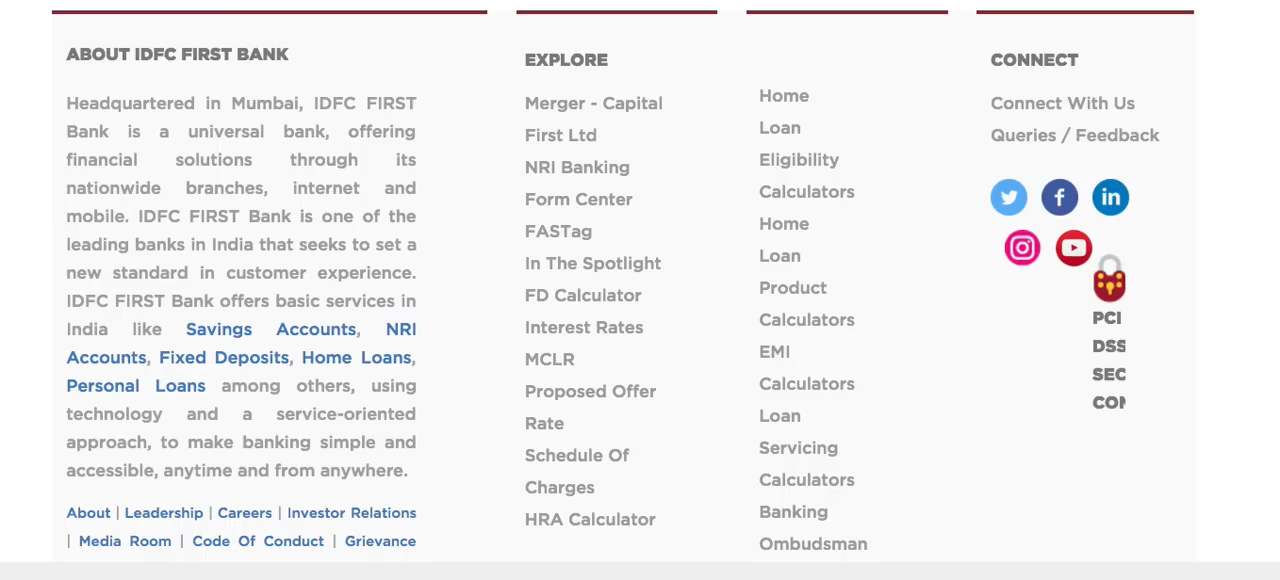 ABOUT IDFC FIRST BANK
Headquartered in Mumbai, IDFC FIRST
Bank is a universal bank, offering
financial solutions through its
nationwide branches, internet and
mobile. IDFC FIRST Bank is one of the
leading banks in India that seeks to set a
new standard in customer experience.
IDFC FIRST Bank offers basic services in
India like Savings Accounts, NRI
Accounts, Fixed Deposits, Home Loans,
Personal Loans among others, using
technology and a service-oriented
approach, to make banking simple and
accessible, anytime and from anywhere.
About | Leadership | Careers | Investor Relations
| Media Room | Code Of Conduct | Grievance
EXPLORE
Merger - Capital
First Ltd
NRI Banking
Form Center
FASTag
In The Spotlight
FD Calculator
Interest Rates
MCLR
Proposed Offer
Rate
Schedule Of
Charges
HRA Calculator
Home
Loan
Eligibility
Calculators
Home
Loan
Product
Calculators
EMI
Calculators
Loan
Servicing
Calculators
Banking
Ombudsman
CONNECT
Connect With Us
Queries / Feedback
PCI
DSS
SEC
COM